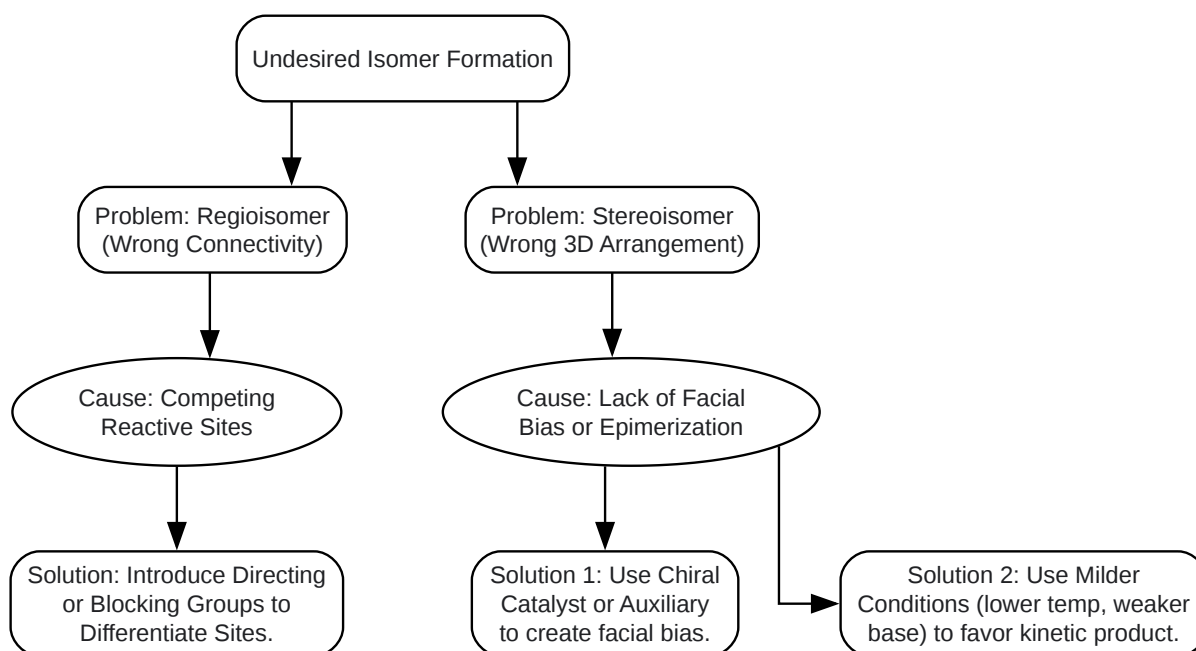 Undesired Isomer Formation
Problem: Regioisomer
(Wrong Connectivity)
Problem: Stereoisomer
(Wrong 3D Arrangement)
Cause: Competing
Reactive Sites
Cause: Lack of Facial
Bias or Epimerization
Solution: Introduce Directing
or Blocking Groups to
Differentiate Sites.
Solution 1: Use Chiral
Catalyst or Auxiliary
to create facial bias.
Solution 2: Use Milder
Conditions (lower temp, weaker
base) to favor kinetic product.